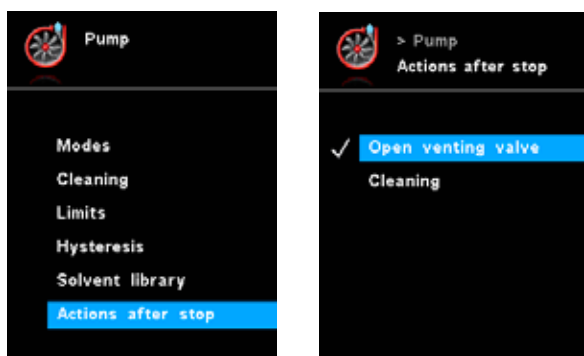 Pump
Modes
Cleaning
Limits
Hysteresis
Solvent library
Actions after stop
> Pump
Actions after stop
Open venting valve
Cleaning